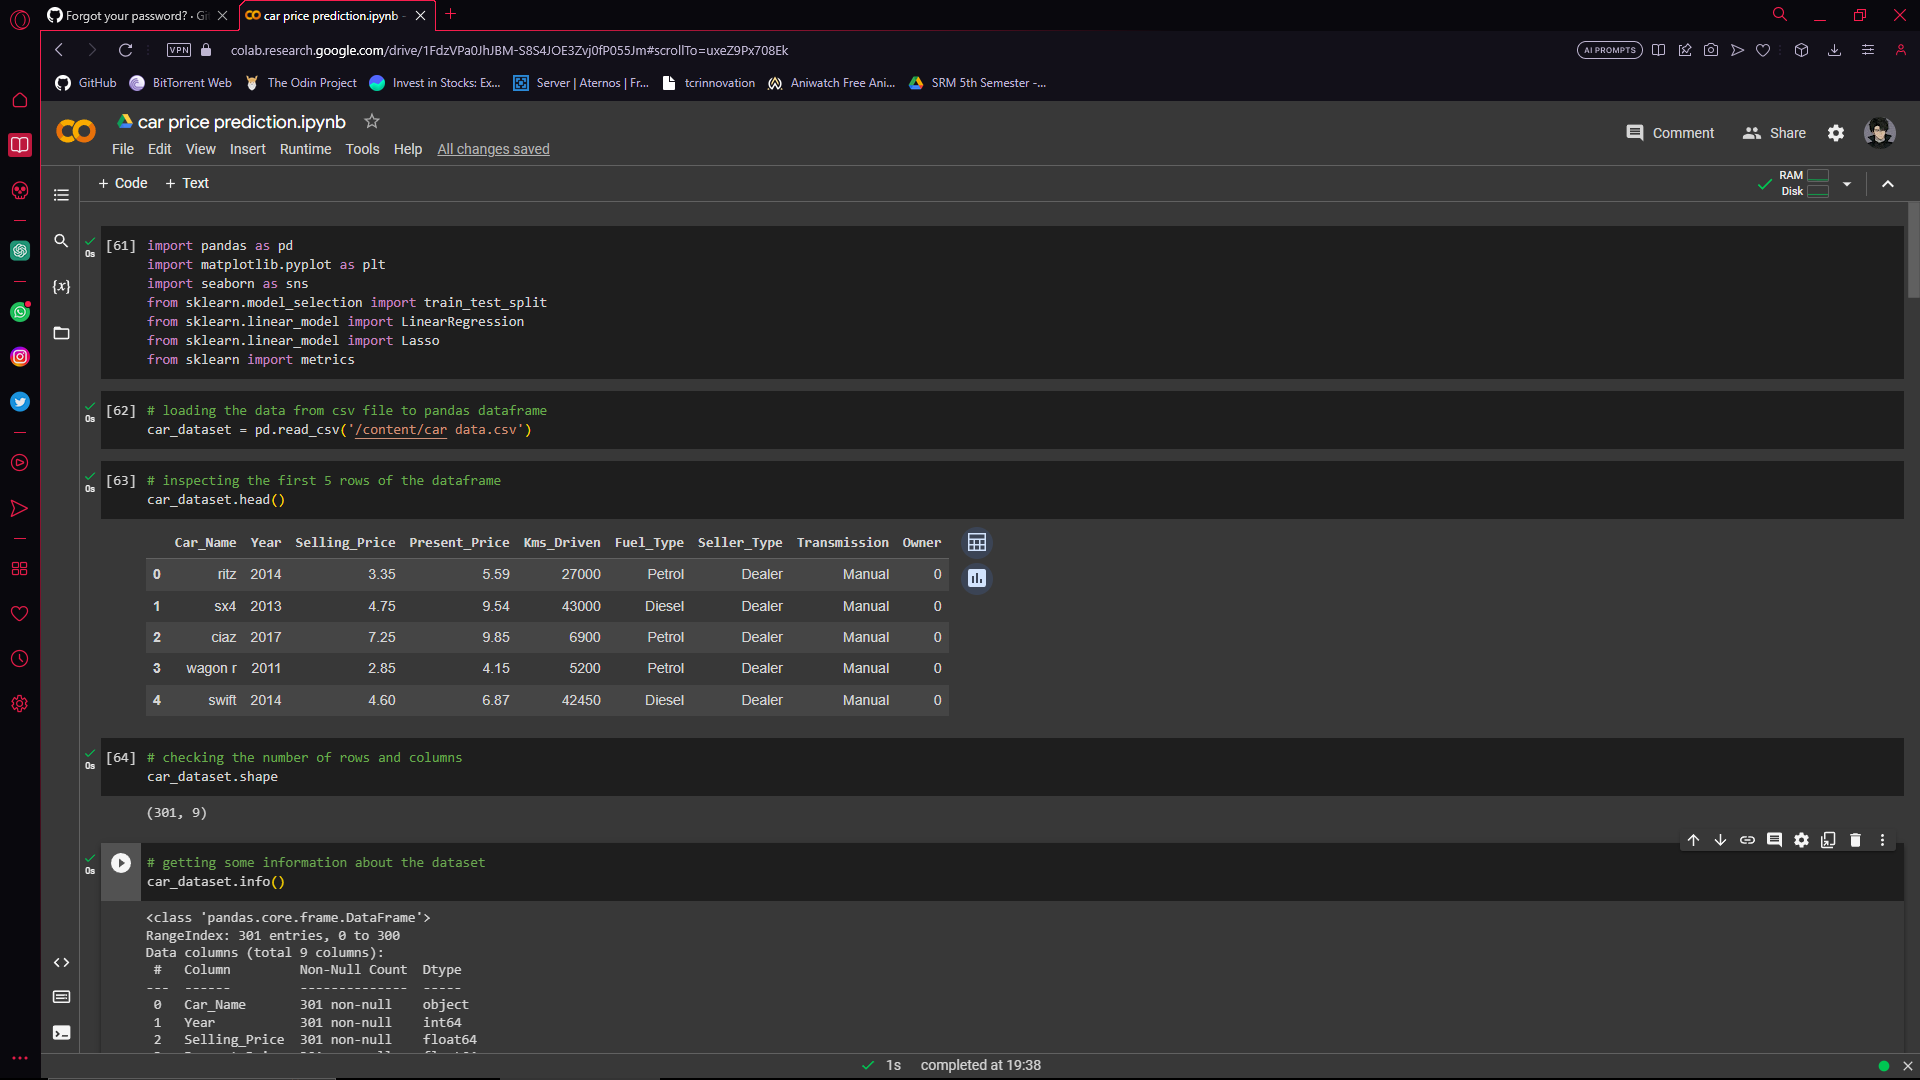 Forgot your password? · Gi
car price prediction.ipynb -
VPN
colab.research.google.com/drive/1FdzVPa0JhJBM-S8S4JOE3Zvj0fP055Jm#scrollTo=uxeZ9Px708Ek
AI PROMPTS
GitHub
BitTorrent Web
The Odin Project
Invest in Stocks: Ex...
Server | Aternos | Fr...
tcrinnovation
Aniwatch Free Ani...
SRM 5th Semester -...
car price prediction.ipynb
Comment
Share
File Edit View Insert Runtime Tools Help All changes saved
+ Code + Text
RAM
Disk
[61] import pandas as pd
0s
import matplotlib.pyplot as plt
import seaborn as sns
from sklearn.model_selection import train_test_split
from sklearn.linear_model import LinearRegression
from sklearn.linear_model import Lasso
from sklearn import metrics
[62] # loading the data from csv file to pandas dataframe
0s
car_dataset = pd.read_csv('/content/car data.csv')
[63] # inspecting the first 5 rows of the dataframe
0s
car_dataset.head()
Car_Name Year Selling_Price Present_Price Kms_Driven Fuel_Type Seller_Type Transmission Owner
0 ritz 2014 3.35 5.59 27000 Petrol Dealer Manual 0
1 sx4 2013 4.75 9.54 43000 Diesel Dealer Manual 0
2 ciaz 2017 7.25 9.85 6900 Petrol Dealer Manual 0
3 wagon r 2011 2.85 4.15 5200 Petrol Dealer Manual 0
4 swift 2014 4.60 6.87 42450 Diesel Dealer Manual 0
[64] # checking the number of rows and columns
0s
car_dataset.shape
(301, 9)
# getting some information about the dataset
0s
car_dataset.info()
<class 'pandas.core.frame.DataFrame'>
RangeIndex: 301 entries, 0 to 300
Data columns (total 9 columns):
# Column Non-Null Count Dtype
--- ------ -------------- -----
0 Car_Name 301 non-null object
1 Year 301 non-null int64
2 Selling_Price 301 non-null float64
1s completed at 19:38